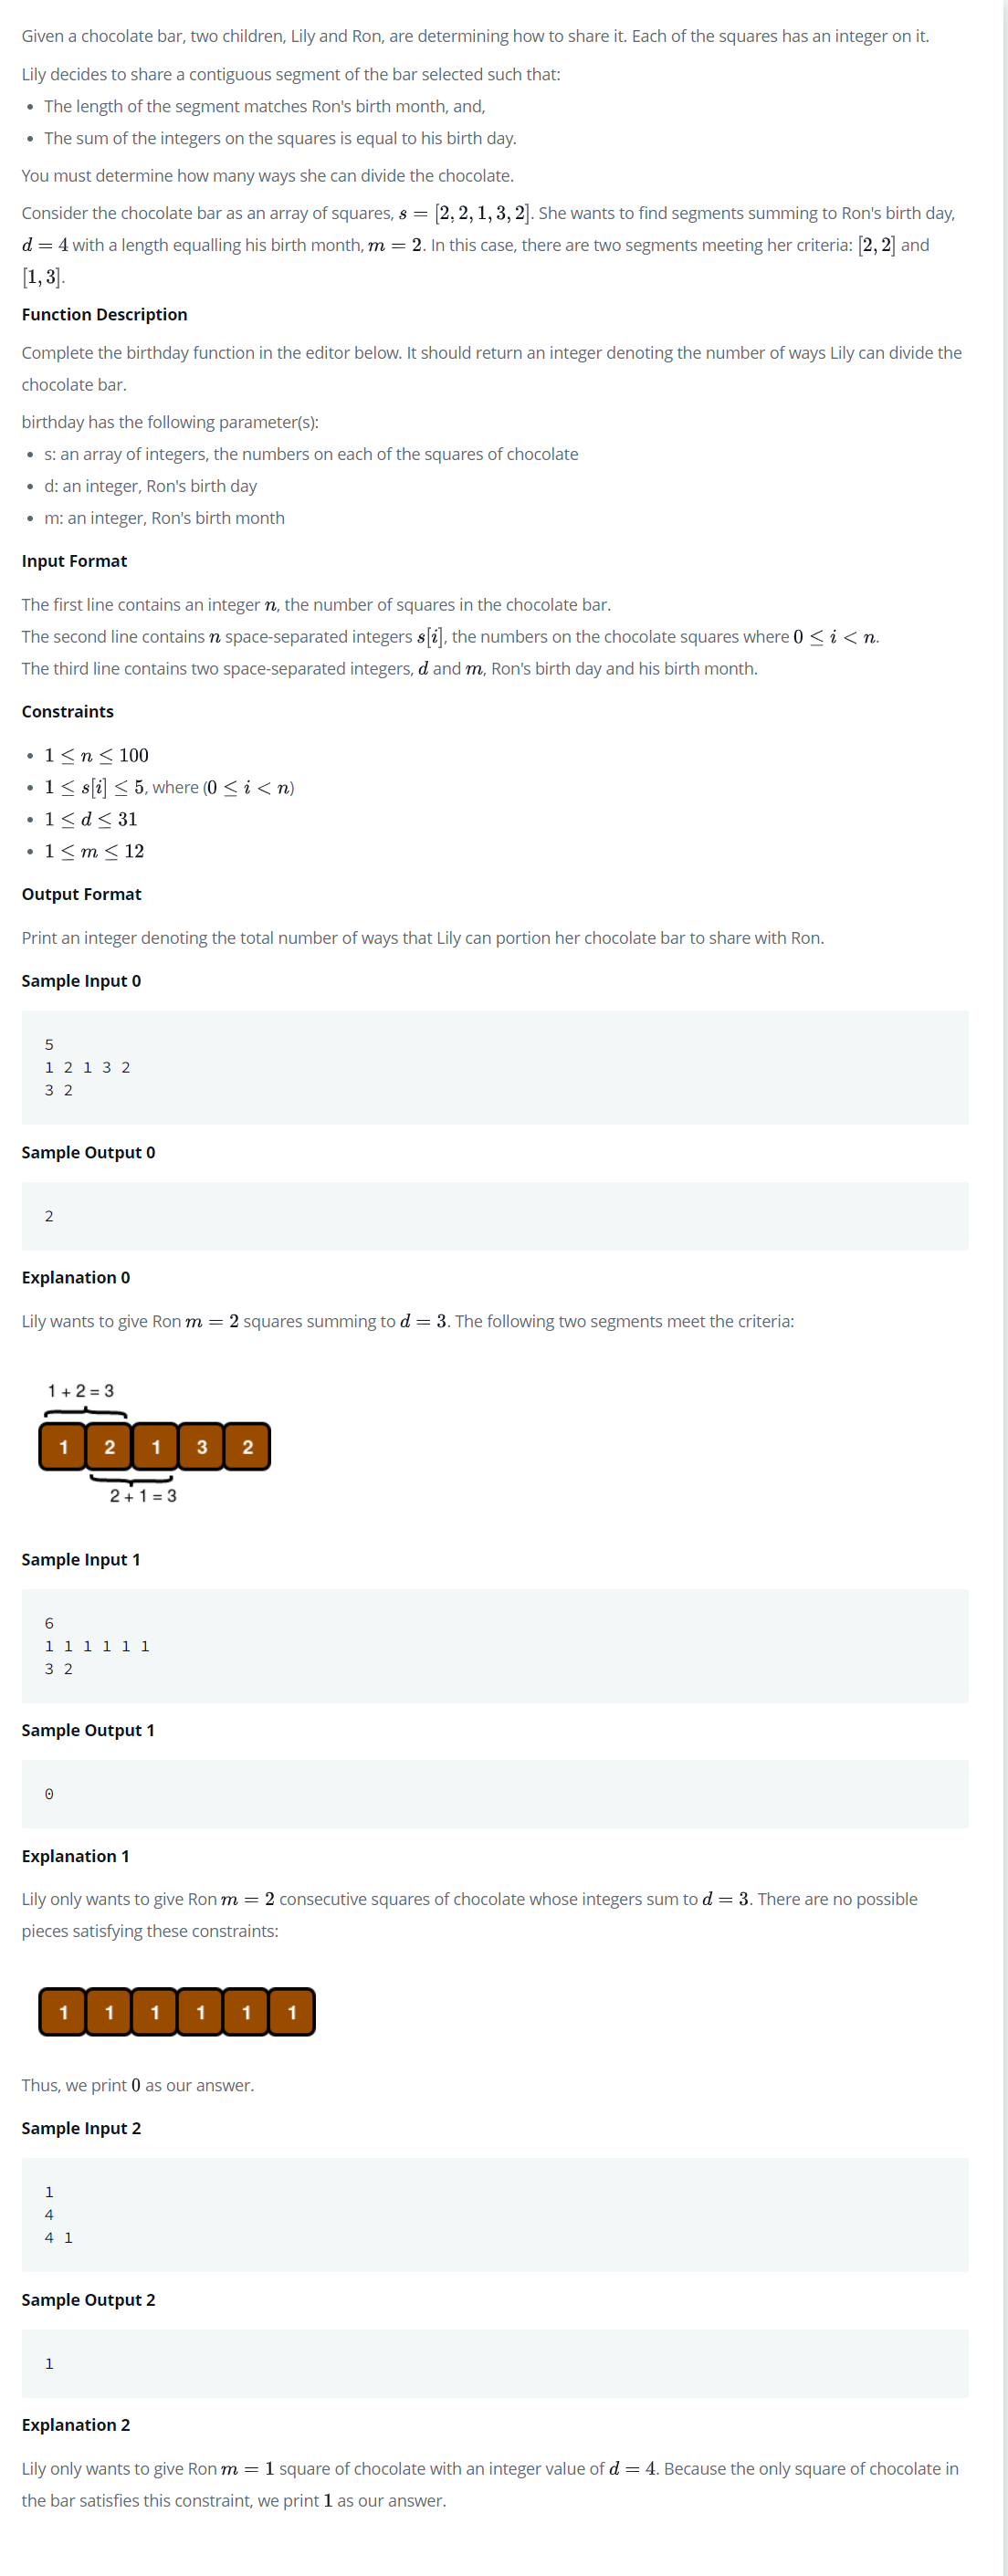 Given a chocolate bar, two children, Lily and Ron, are determining how to share it. Each of the squares has an integer on it.
Lily decides to share a contiguous segment of the bar selected such that:
• The length of the segment matches Ron's birth month, and,
• The sum of the integers on the squares is equal to his birth day.
You must determine how many ways she can divide the chocolate.
Consider the chocolate bar as an array of squares, s = [2, 2, 1, 3, 2]. She wants to find segments summing to Ron's birth day,
d = 4 with a length equalling his birth month, m = 2. In this case, there are two segments meeting her criteria: [2, 2] and
[1, 3].
Function Description
Complete the birthday function in the editor below. It should return an integer denoting the number of ways Lily can divide the
chocolate bar.
birthday has the following parameter(s):
• s: an array of integers, the numbers on each of the squares of chocolate
• d: an integer, Ron's birth day
• m: an integer, Ron's birth month
Input Format
The first line contains an integer n, the number of squares in the chocolate bar.
The second line contains n space-separated integers s[i], the numbers on the chocolate squares where 0 ≤ i < n.
The third line contains two space-separated integers, d and m, Ron's birth day and his birth month.
Constraints
• 1 ≤ n ≤ 100
• 1 ≤ s[i] ≤ 5, where (0 ≤ i < n)
• 1 ≤ d ≤ 31
• 1 ≤ m ≤ 12
Output Format
Print an integer denoting the total number of ways that Lily can portion her chocolate bar to share with Ron.
Sample Input 0
5
1 2 1 3 2
3 2
Sample Output 0
2
Explanation 0
Lily wants to give Ron m = 2 squares summing to d = 3. The following two segments meet the criteria:
1 + 2 = 3
1 2 1 3 2
2 + 1 = 3
Sample Input 1
6
1 1 1 1 1 1
3 2
Sample Output 1
0
Explanation 1
Lily only wants to give Ron m = 2 consecutive squares of chocolate whose integers sum to d = 3. There are no possible
pieces satisfying these constraints:
1 1 1 1 1 1
Thus, we print 0 as our answer.
Sample Input 2
1
4
4 1
Sample Output 2
1
Explanation 2
Lily only wants to give Ron m = 1 square of chocolate with an integer value of d = 4. Because the only square of chocolate in
the bar satisfies this constraint, we print 1 as our answer.